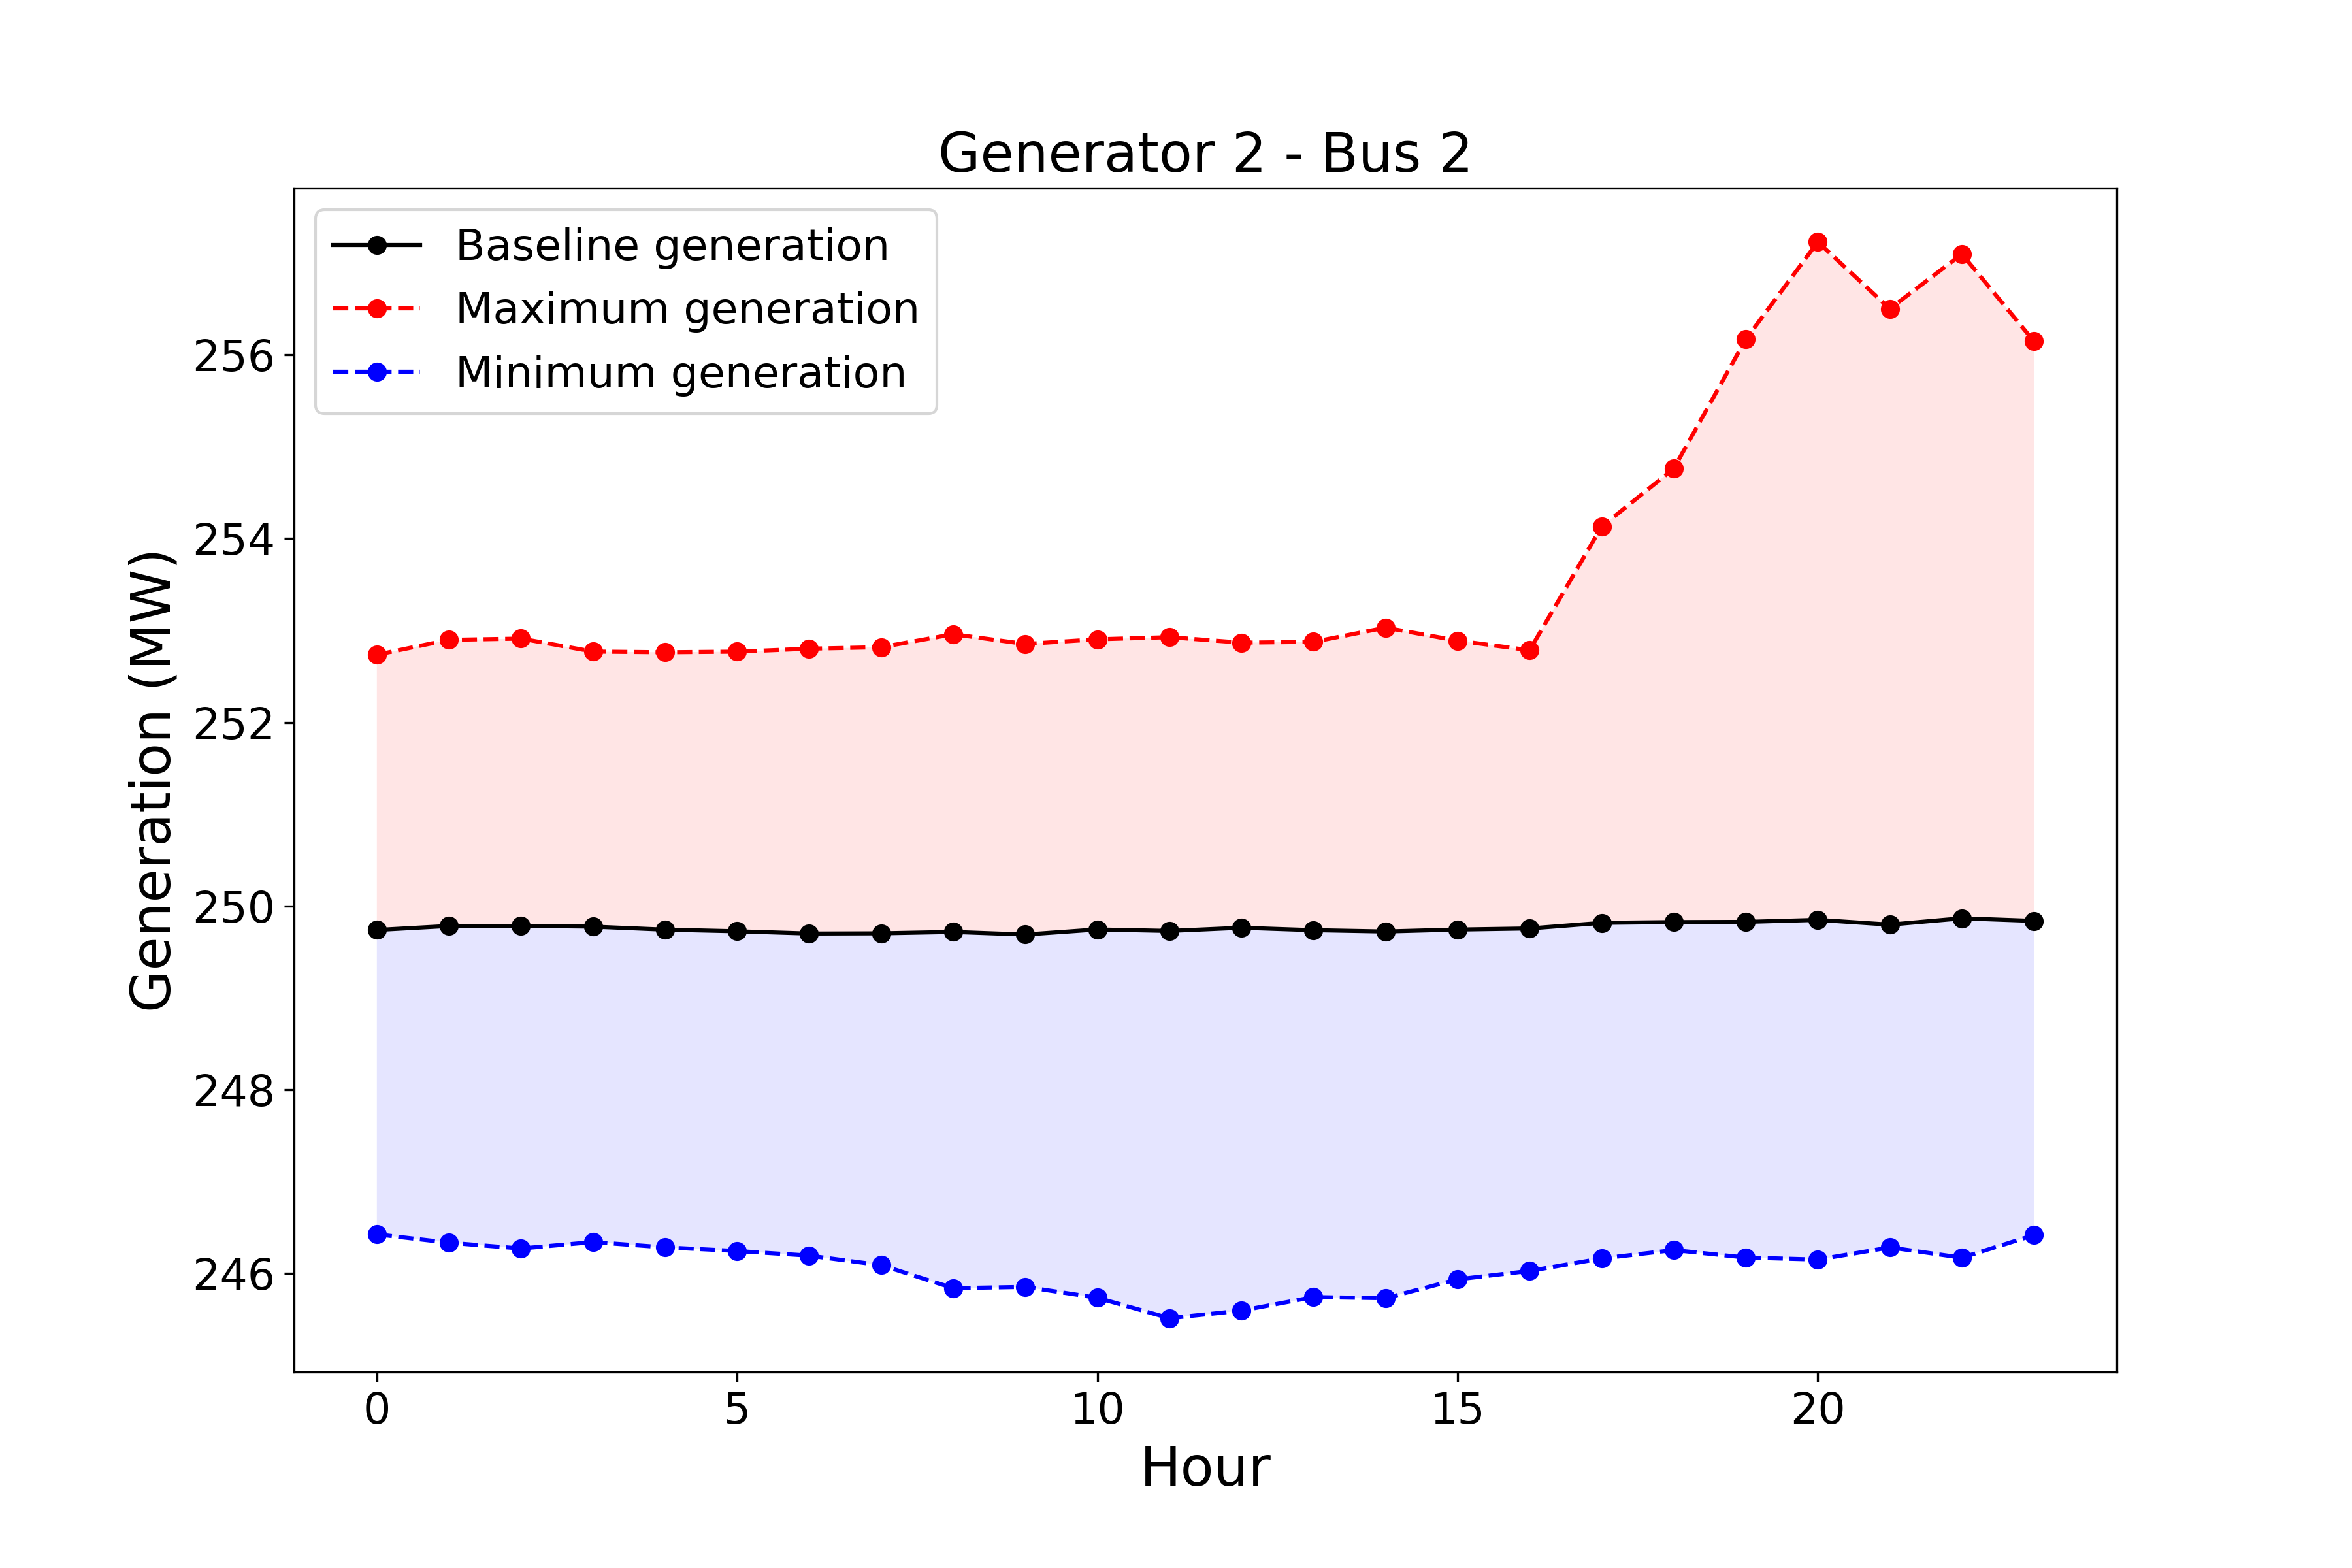 Generator 2 - Bus 2
Baseline generation
Maximum generation
Minimum generation
Generation (MW)
256
254
252
250
248
246
0 5 10 15 20
Hour